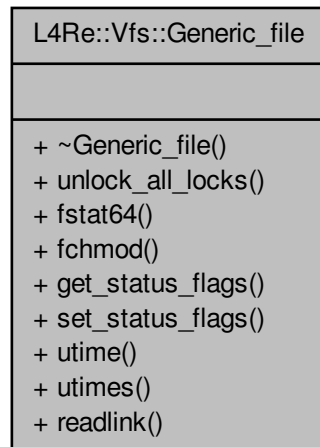 L4Re::Vfs::Generic_file
+ ~Generic_file()
+ unlock_all_locks()
+ fstat64()
+ fchmod()
+ get_status_flags()
+ set_status_flags()
+ utime()
+ utimes()
+ readlink()